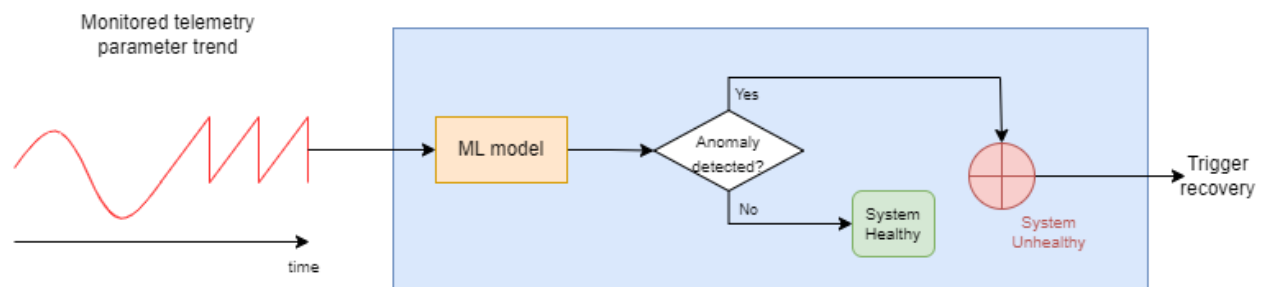 Monitored telemetry
parameter trend
time
ML model
Anomaly
detected?
Yes
No
System
Healthy
System
Unhealthy
Trigger
recovery